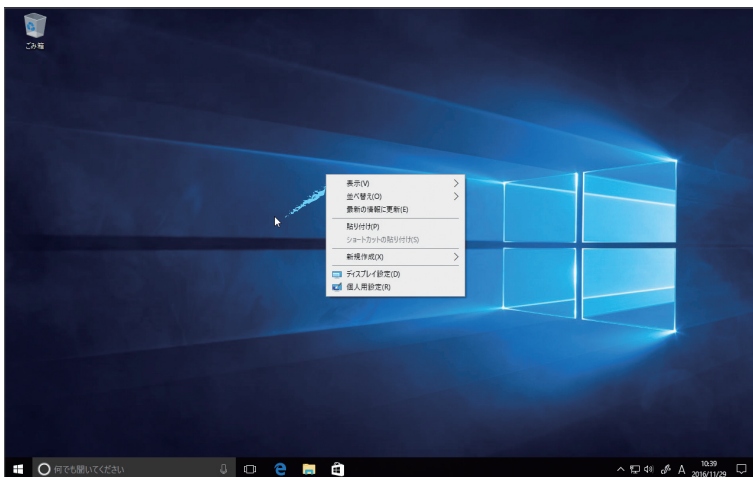 ごみ箱
表示(V)
並べ替え(O)
最新の情報に更新(E)
貼り付け(P)
ショートカットの貼り付け(S)
新規作成(X)
ディスプレイ設定(D)
個人用設定(R)
何でも聞いてください
A
10:39
2016/11/29